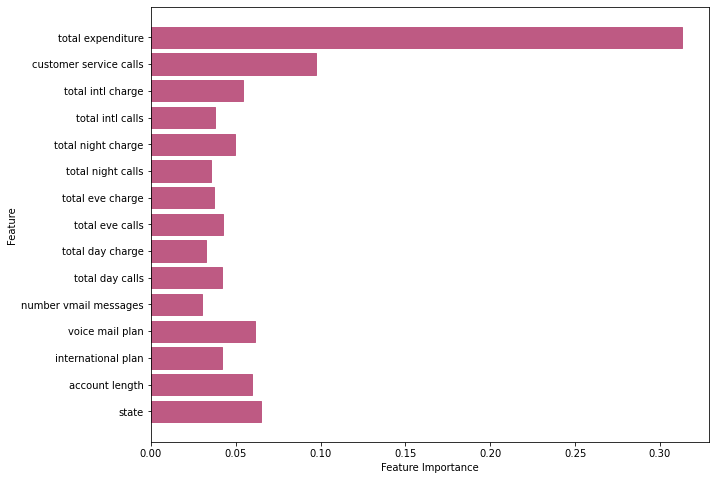 total expenditure
customer service calls
total intl charge
total intl calls
total night charge
total night calls
total eve charge
total eve calls
total day charge
total day calls
number vmail messages
voice mail plan
international plan
account length
state
Feature
0.00 0.05 0.10 0.15 0.20 0.25 0.30
Feature Importance